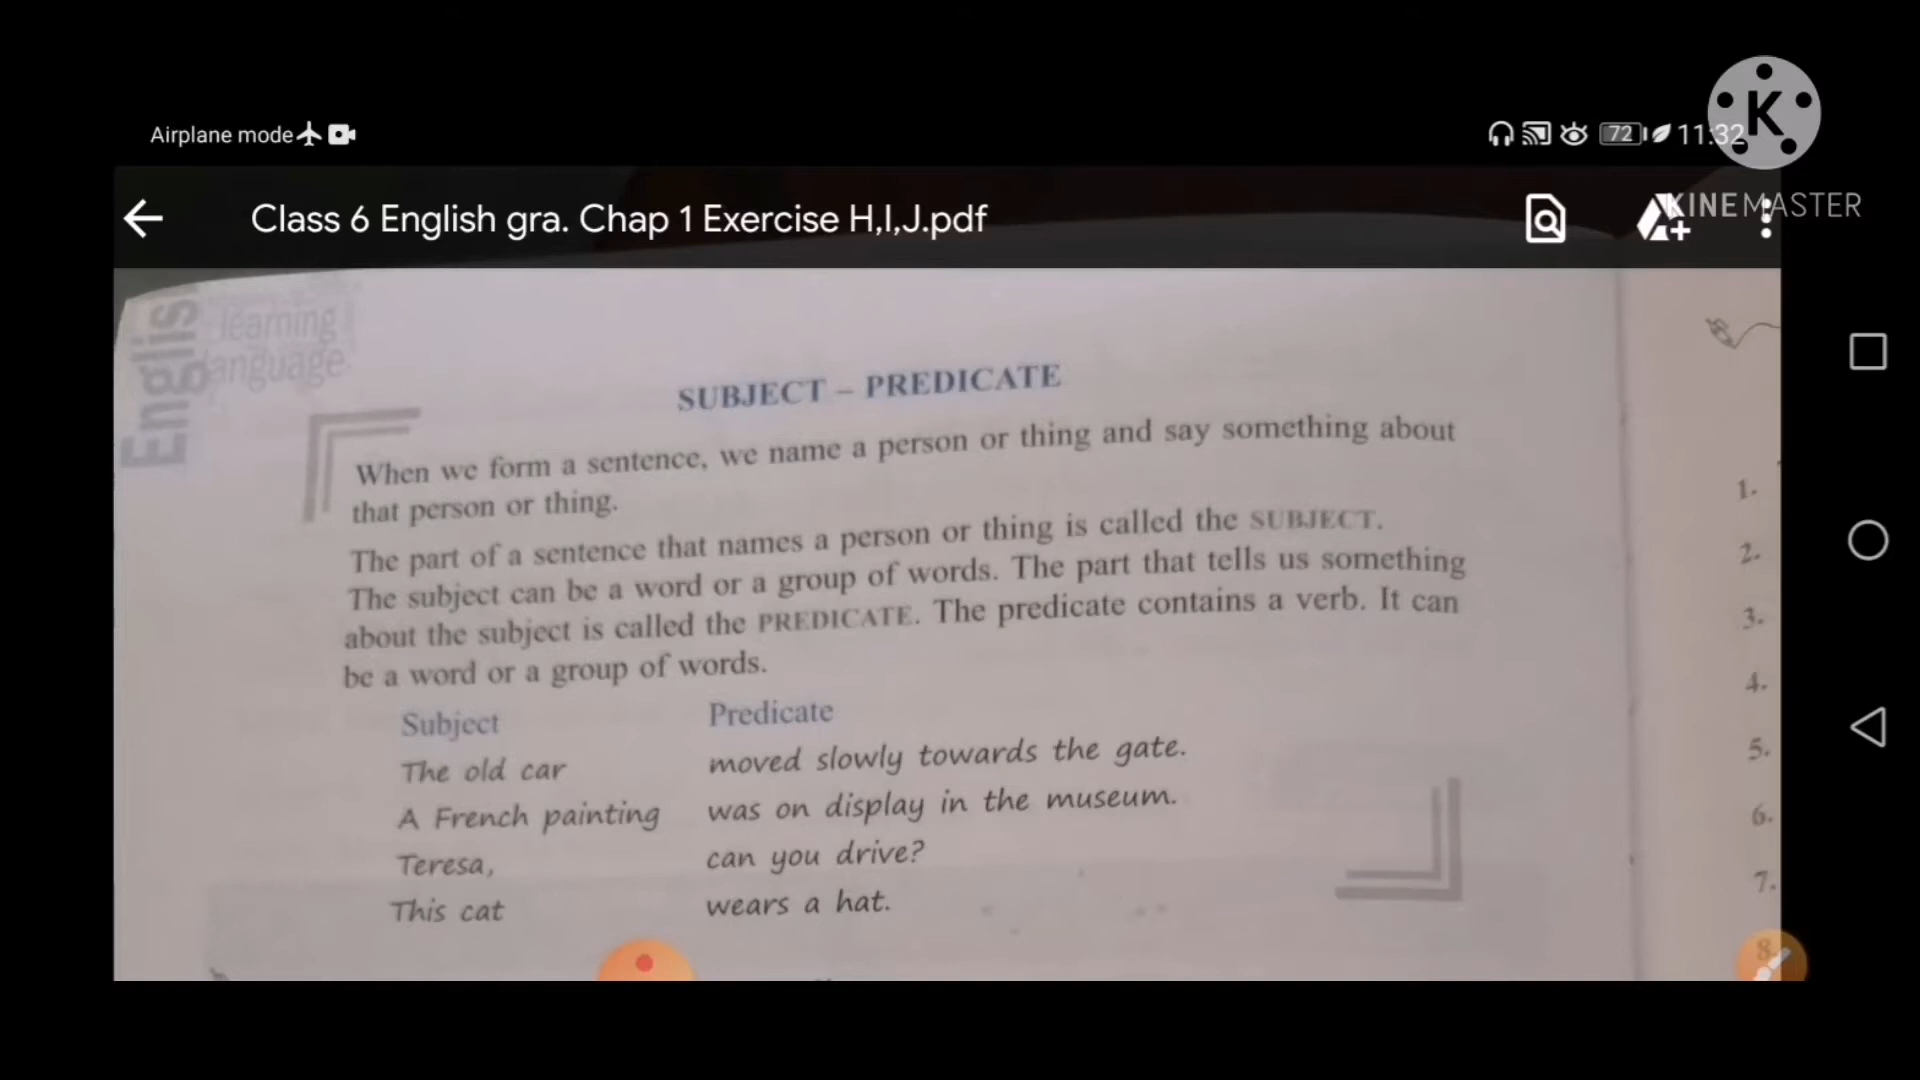 Airplane mode
72
11:32
K
KINEMASTER
Class 6 English gra. Chap 1 Exercise H,I,J.pdf
Englis
learning
language
SUBJECT – PREDICATE
When we form a sentence, we name a person or thing and say something about
that person or thing.
The part of a sentence that names a person or thing is called the SUBJECT.
The subject can be a word or a group of words. The part that tells us something
about the subject is called the PREDICATE. The predicate contains a verb. It can
be a word or a group of words.
Subject Predicate
The old car moved slowly towards the gate.
A French painting was on display in the museum.
Teresa, can you drive?
This cat wears a hat.
1.
2.
3.
4.
5.
6.
7.
8.